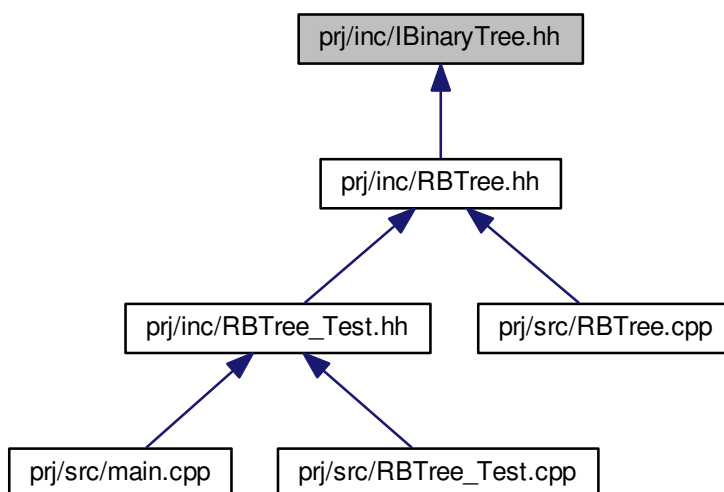 prj/inc/IBinaryTree.hh
prj/inc/RBTree.hh
prj/inc/RBTree_Test.hh
prj/src/RBTree.cpp
prj/src/main.cpp
prj/src/RBTree_Test.cpp